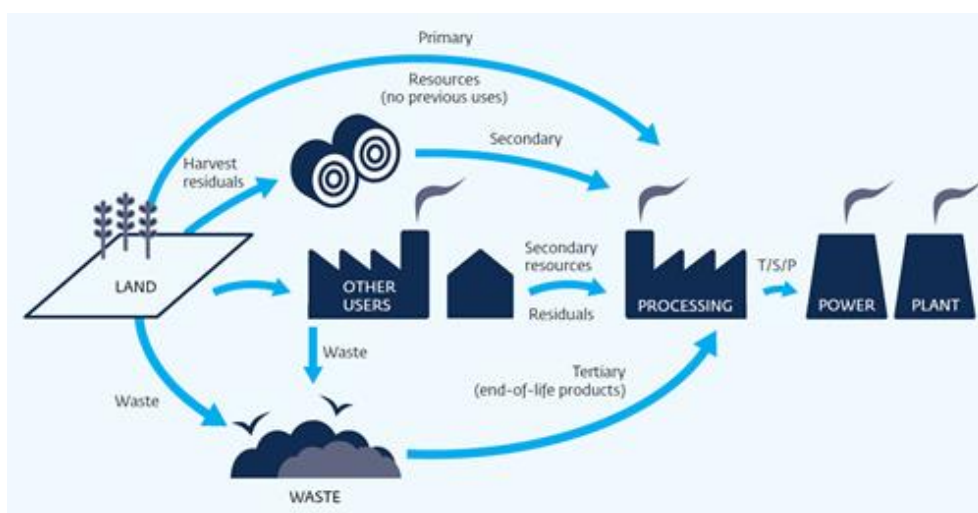 Primary
Resources
(no previous uses)
Secondary
Harvest
residuals
LAND
OTHER
USERS
Secondary
resources
Residuals
PROCESSING
T/S/P
POWER
PLANT
Waste
Waste
Tertiary
(end-of-life products)
WASTE